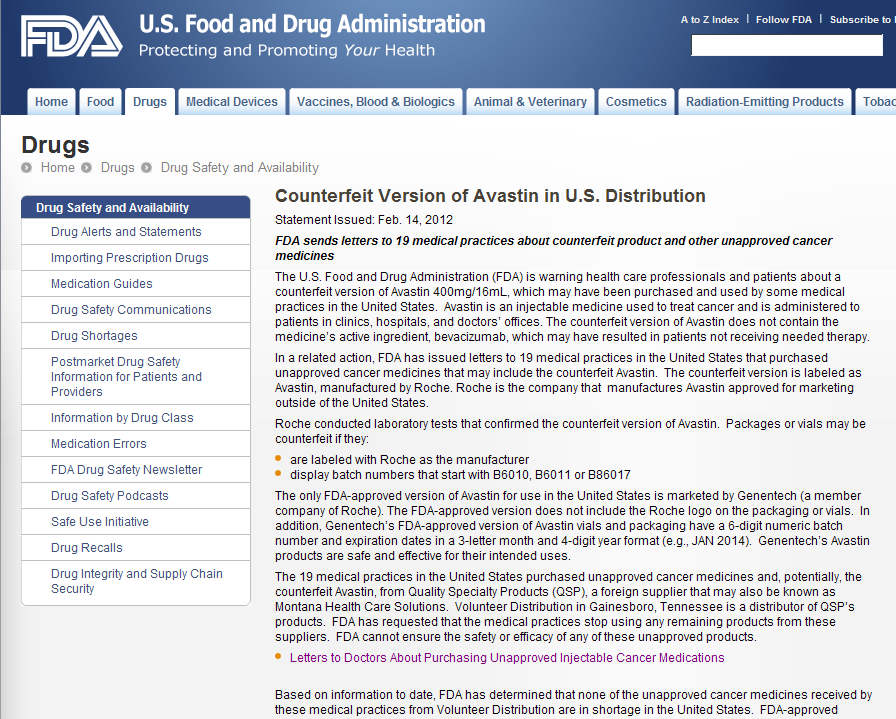 FDA
U.S. Food and Drug Administration
Protecting and Promoting Your Health
A to Z Index | Follow FDA | Subscribe to
Home Food Drugs Medical Devices Vaccines, Blood & Biologics Animal & Veterinary Cosmetics Radiation-Emitting Products Tobac
Drugs
Home Drugs Drug Safety and Availability
Drug Safety and Availability
Drug Alerts and Statements
Importing Prescription Drugs
Medication Guides
Drug Safety Communications
Drug Shortages
Postmarket Drug Safety
Information for Patients and
Providers
Information by Drug Class
Medication Errors
FDA Drug Safety Newsletter
Drug Safety Podcasts
Safe Use Initiative
Drug Recalls
Drug Integrity and Supply Chain
Security
Counterfeit Version of Avastin in U.S. Distribution
Statement Issued: Feb. 14, 2012
FDA sends letters to 19 medical practices about counterfeit product and other unapproved cancer
medicines
The U.S. Food and Drug Administration (FDA) is warning health care professionals and patients about a
counterfeit version of Avastin 400mg/16mL, which may have been purchased and used by some medical
practices in the United States. Avastin is an injectable medicine used to treat cancer and is administered to
patients in clinics, hospitals, and doctors' offices. The counterfeit version of Avastin does not contain the
medicine's active ingredient, bevacizumab, which may have resulted in patients not receiving needed therapy.
In a related action, FDA has issued letters to 19 medical practices in the United States that purchased
unapproved cancer medicines that may include the counterfeit Avastin. The counterfeit version is labeled as
Avastin, manufactured by Roche. Roche is the company that manufactures Avastin approved for marketing
outside of the United States.
Roche conducted laboratory tests that confirmed the counterfeit version of Avastin. Packages or vials may be
counterfeit if they:
are labeled with Roche as the manufacturer
display batch numbers that start with B6010, B6011 or B86017
The only FDA-approved version of Avastin for use in the United States is marketed by Genentech (a member
company of Roche). The FDA-approved version does not include the Roche logo on the packaging or vials. In
addition, Genentech's FDA-approved version of Avastin vials and packaging have a 6-digit numeric batch
number and expiration dates in a 3-letter month and 4-digit year format (e.g., JAN 2014). Genentech's Avastin
products are safe and effective for their intended uses.
The 19 medical practices in the United States purchased unapproved cancer medicines and, potentially, the
counterfeit Avastin, from Quality Specialty Products (QSP), a foreign supplier that may also be known as
Montana Health Care Solutions. Volunteer Distribution in Gainesboro, Tennessee is a distributor of QSP's
products. FDA has requested that the medical practices stop using any remaining products from these
suppliers. FDA cannot ensure the safety or efficacy of any of these unapproved products.
Letters to Doctors About Purchasing Unapproved Injectable Cancer Medications
Based on information to date, FDA has determined that none of the unapproved cancer medicines received by
these medical practices from Volunteer Distribution are in shortage in the United States. FDA-approved